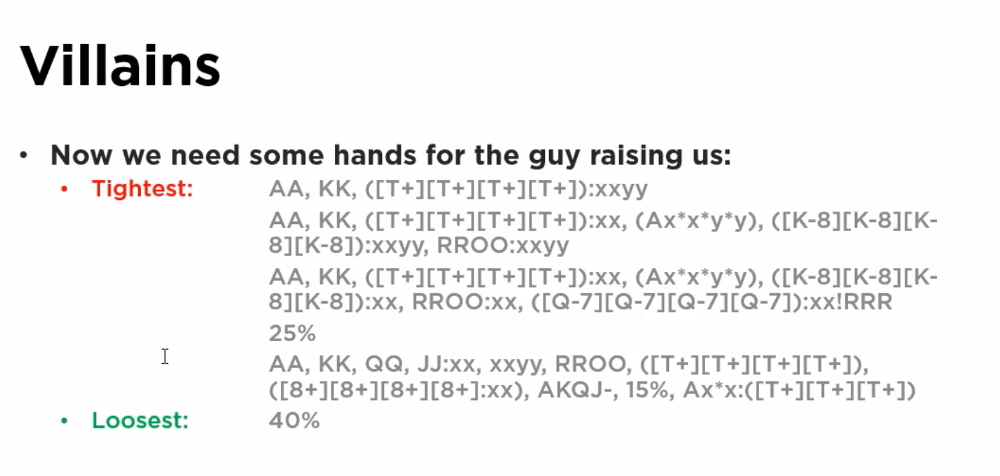 Villains
• Now we need some hands for the guy raising us:
• Tightest: AA, KK, ([T+][T+][T+][T+]):xxyy
AA, KK, ([T+][T+][T+][T+]):xx, (Ax*x*y*y), ([K-8][K-8][K-
8][K-8]):xxyy, RROO:xxyy
AA, KK, ([T+][T+][T+][T+]):xx, (Ax*x*y*y), ([K-8][K-8][K-
8][K-8]):xx, RROO:xx, ([Q-7][Q-7][Q-7][Q-7]):xx!RRR
25%
AA, KK, QQ, JJ:xx, xxyy, RROO, ([T+][T+][T+][T+]),
([8+][8+][8+][8+]:xx), AKQJ-, 15%, Ax*x:([T+][T+][T+])
• Loosest: 40%